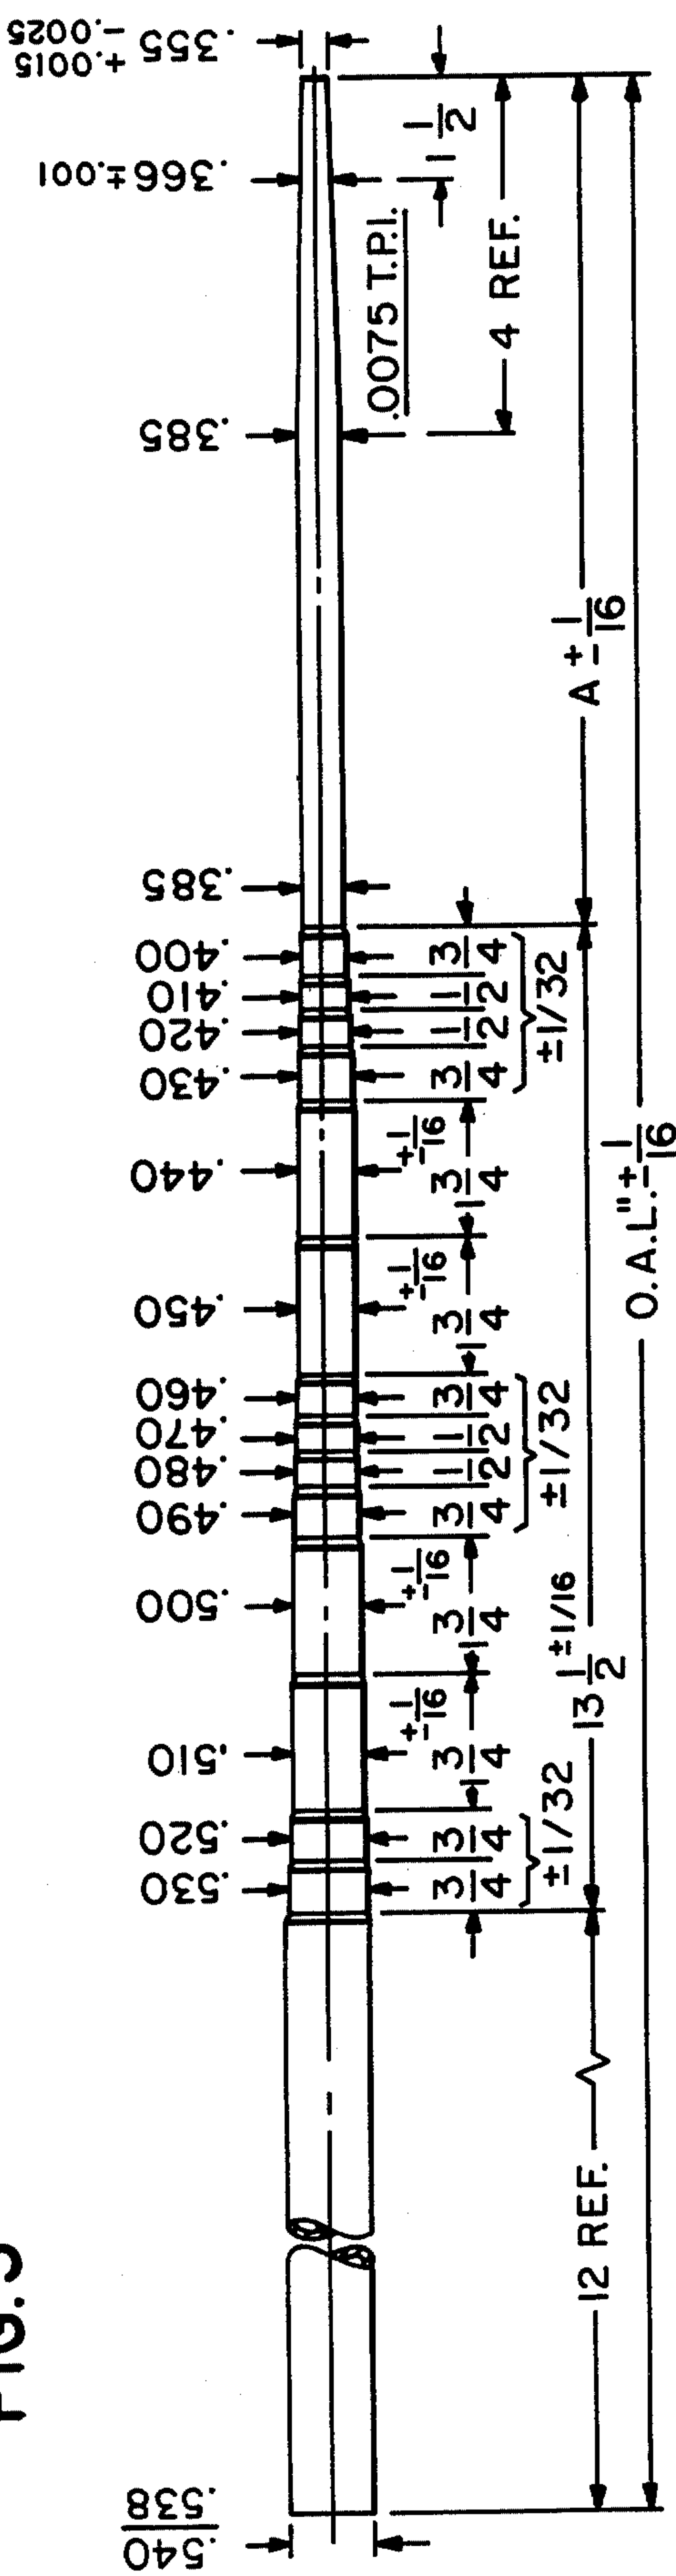 FIG. 5
.355 +.0015 -.0025
.366±.001
1 1/2
.0075 T.P.I.
4 REF.
.385
A ± 1/16
.385
.400
3/4
.410
1/2
.420
1/2
.430
3/4
±1/32
.440
1 3/4 ± 1/16
.450
1 3/4 ± 1/16
.460
3/4
.470
1/2
.480
1/2
.490
3/4
±1/32
O.A.L". ± 1/16
.500
1 3/4 ± 1/16
13 1/2 ±1/16
.510
1 3/4 ± 1/16
.520
3/4
.530
3/4
±1/32
12 REF.
.540
.538